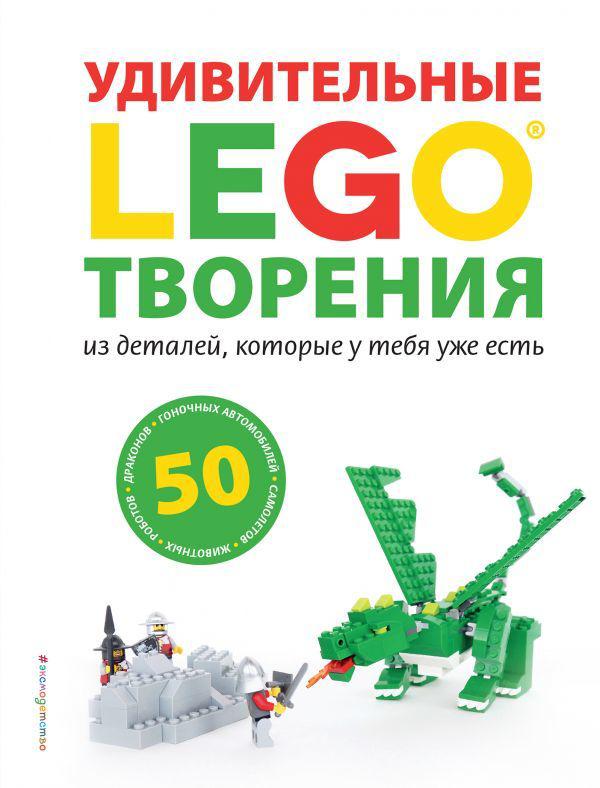 УДИВИТЕЛЬНЫЕ
LEGO®
ТВОРЕНИЯ
из деталей, которые у тебя уже есть
ДРАКОНОВ • ГОНОЧНЫХ АВТОМОБИЛЕЙ • САМОЛЕТОВ • ЖИВОТНЫХ • РОБОТОВ •
50
#эксмодетство